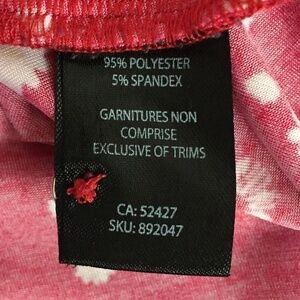 95% POLYESTER
5% SPANDEX
GARNITURES NON
COMPRISE
EXCLUSIVE OF TRIMS
CA: 52427
SKU: 892047